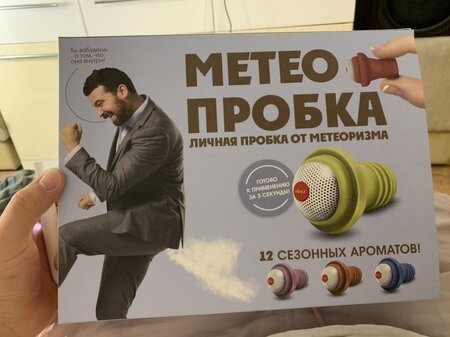 Ты забудешь
о том, что
она внутри!
МЕТЕО
ПРОБКА
ЛИЧНАЯ ПРОБКА ОТ МЕТЕОРИЗМА
ГОТОВО
К ПРИМЕНЕНИЮ
ЗА 3 СЕКУНДЫ!
12 СЕЗОННЫХ АРОМАТОВ!